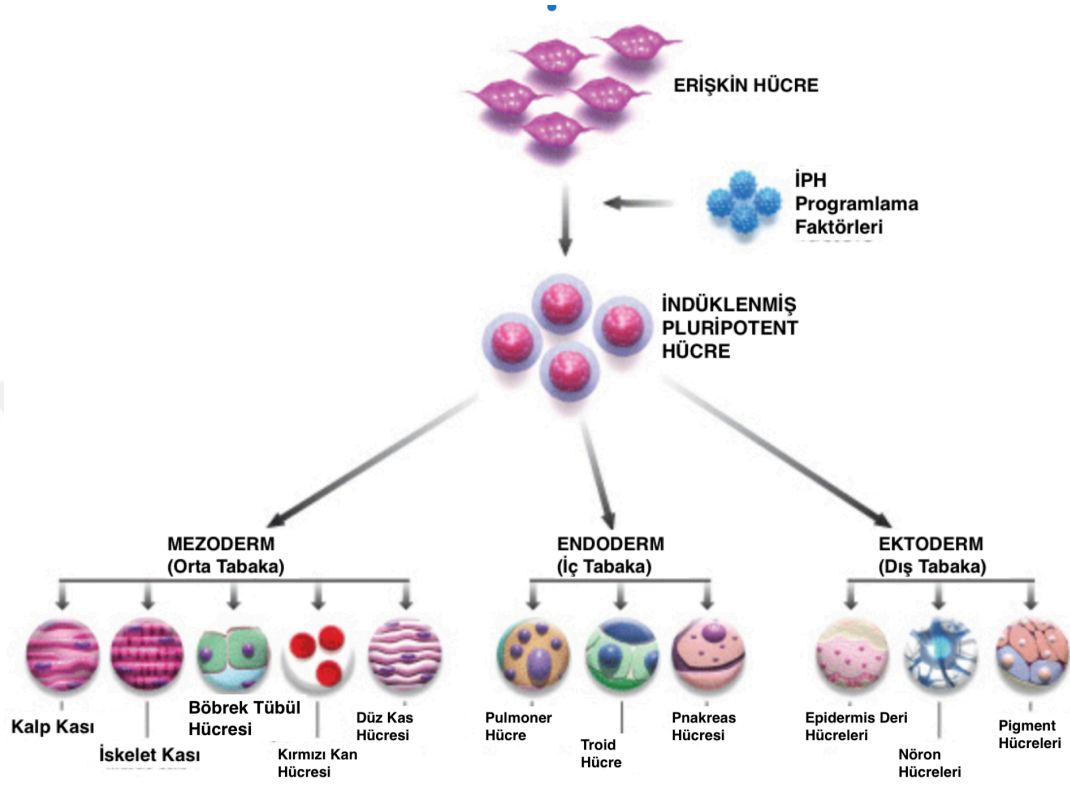 ERİŞKİN HÜCRE
İPH
Programlama
Faktörleri
İNDÜKLENMİŞ
PLURİPOTENT
HÜCRE
MEZODERM
(Orta Tabaka)
ENDODERM
(İç Tabaka)
EKTODERM
(Dış Tabaka)
Kalp Kası
İskelet Kası
Böbrek Tübül
Hücresi
Kırmızı Kan
Hücresi
Düz Kas
Hücresi
Pulmoner
Hücre
Troid
Hücre
Pnakreas
Hücresi
Epidermis Deri
Hücreleri
Nöron
Hücreleri
Pigment
Hücreleri